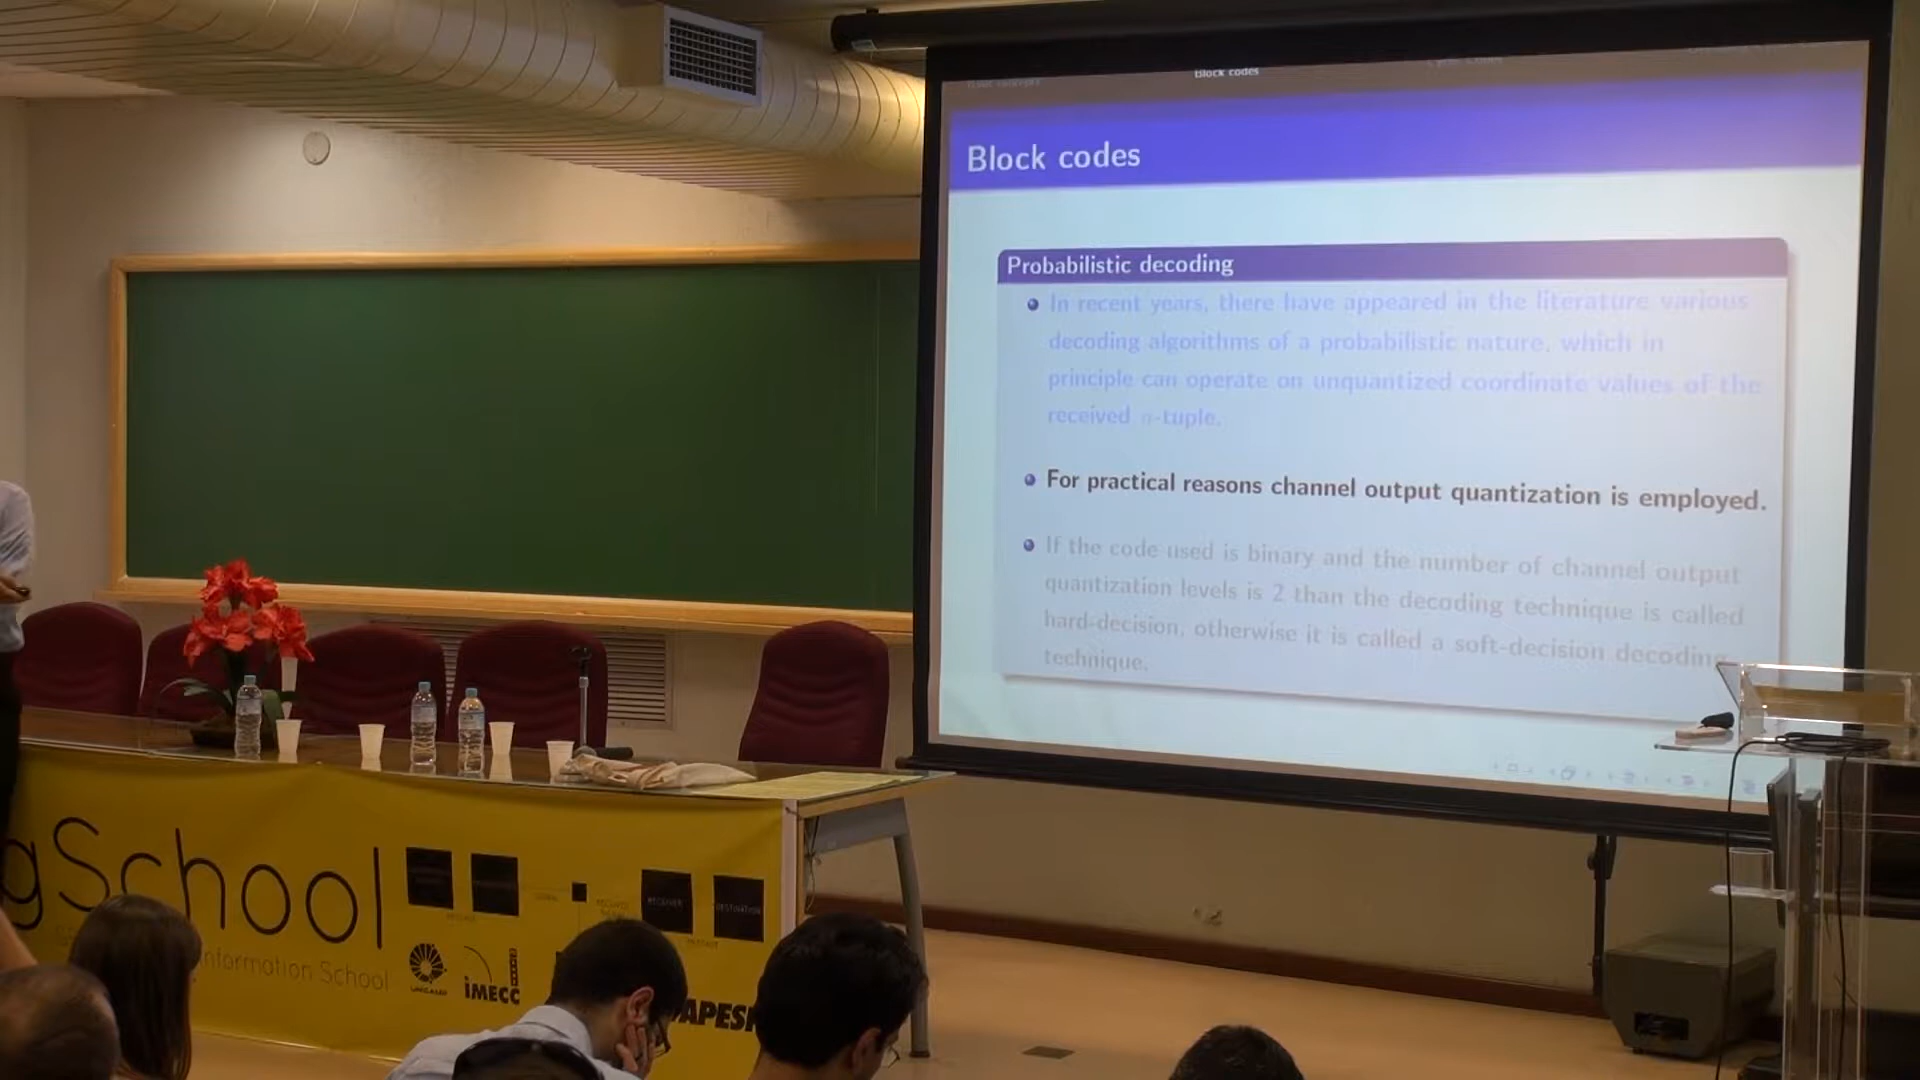 Block codes
Block codes
Probabilistic decoding
In recent years, there have appeared in the literature various
decoding algorithms of a probabilistic nature, which in
principle can operate on unquantized coordinate values of the
received n-tuple.
For practical reasons channel output quantization is employed.
If the code used is binary and the number of channel output
quantization levels is 2 than the decoding technique is called
hard-decision, otherwise it is called a soft-decision decoding
technique.
gSchool
Information School
RECEIVER
DESTINATION
UNICAMP
iMECC
APESP